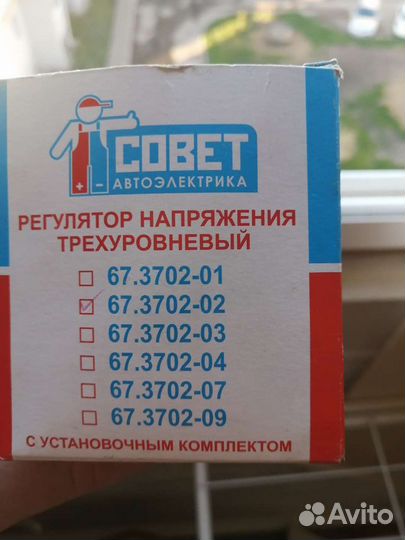 СОВЕТ
АВТОЭЛЕКТРИКА
РЕГУЛЯТОР НАПРЯЖЕНИЯ
ТРЕХУРОВНЕВЫЙ
67.3702-01
67.3702-02
67.3702-03
67.3702-04
67.3702-07
67.3702-09
С УСТАНОВОЧНЫМ КОМПЛЕКТОМ
Avito